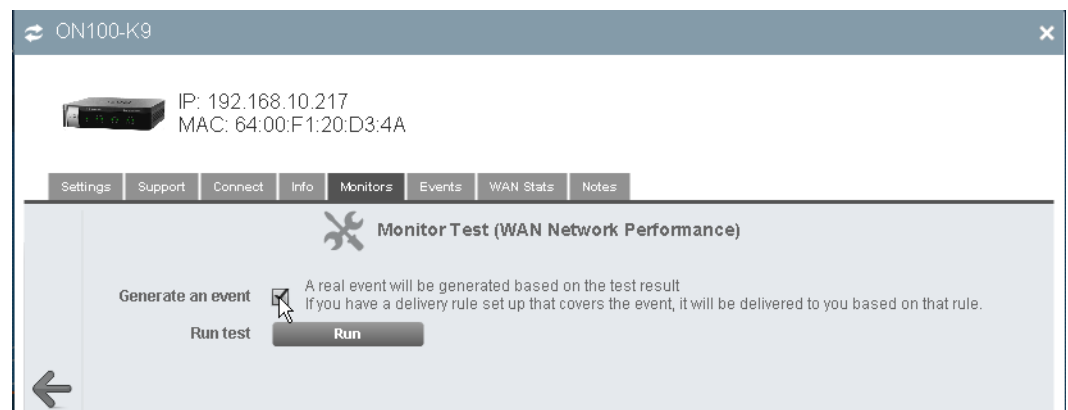 ON100-K9
IP: 192.168.10.217
MAC: 64:00:F1:20:D3:4A
Settings Support Connect Info Monitors Events WAN Stats Notes
Monitor Test (WAN Network Performance)
Generate an event
A real event will be generated based on the test result
If you have a delivery rule set up that covers the event, it will be delivered to you based on that rule.
Run test Run